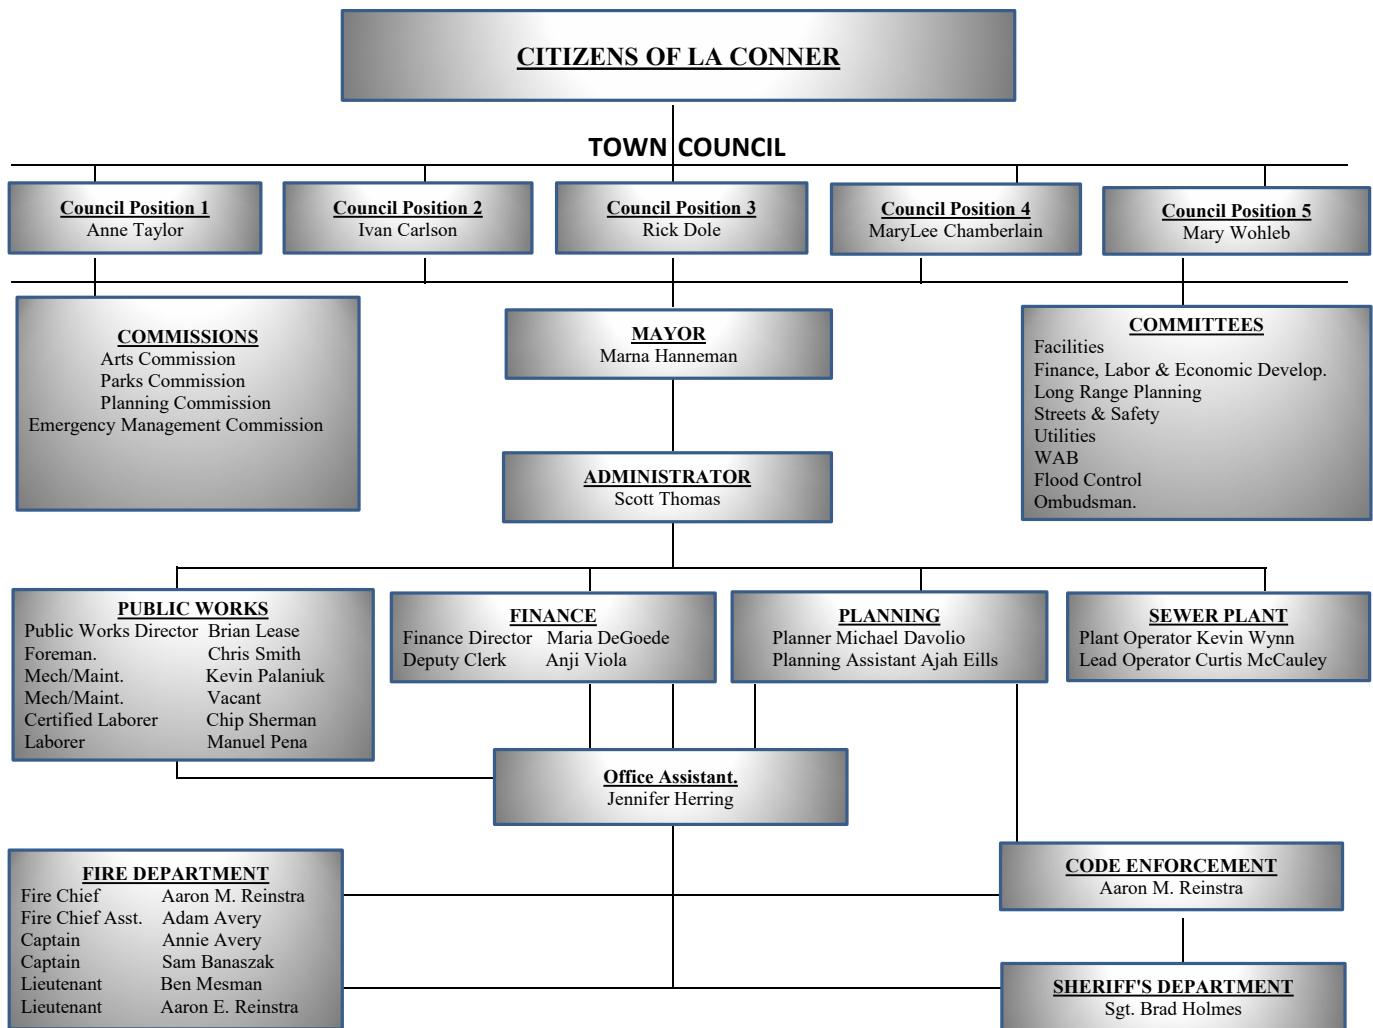 CITIZENS OF LA CONNER
TOWN COUNCIL
Council Position 1
Anne Taylor
Council Position 2
Ivan Carlson
Council Position 3
Rick Dole
Council Position 4
MaryLee Chamberlain
Council Position 5
Mary Wohleb
COMMISSIONS
Arts Commission
Parks Commission
Planning Commission
Emergency Management Commission
MAYOR
Marna Hanneman
COMMITTEES
Facilities
Finance, Labor & Economic Develop.
Long Range Planning
Streets & Safety
Utilities
WAB
Flood Control
Ombudsman.
ADMINISTRATOR
Scott Thomas
PUBLIC WORKS
Public Works Director Brian Lease
Foreman. Chris Smith
Mech/Maint. Kevin Palaniuk
Mech/Maint. Vacant
Certified Laborer Chip Sherman
Laborer Manuel Pena
FINANCE
Finance Director Maria DeGoede
Deputy Clerk Anji Viola
PLANNING
Planner Michael Davolio
Planning Assistant Ajah Eills
SEWER PLANT
Plant Operator Kevin Wynn
Lead Operator Curtis McCauley
Office Assistant.
Jennifer Herring
FIRE DEPARTMENT
Fire Chief Aaron M. Reinstra
Fire Chief Asst. Adam Avery
Captain Annie Avery
Captain Sam Banaszak
Lieutenant Ben Mesman
Lieutenant Aaron E. Reinstra
CODE ENFORCEMENT
Aaron M. Reinstra
SHERIFF'S DEPARTMENT
Sgt. Brad Holmes